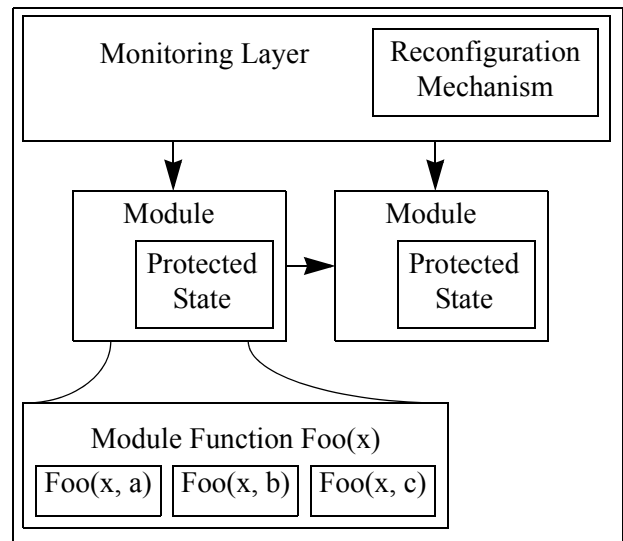 Monitoring Layer
Reconfiguration
Mechanism
Module
Protected
State
Module
Protected
State
Module Function Foo(x)
Foo(x, a)
Foo(x, b)
Foo(x, c)